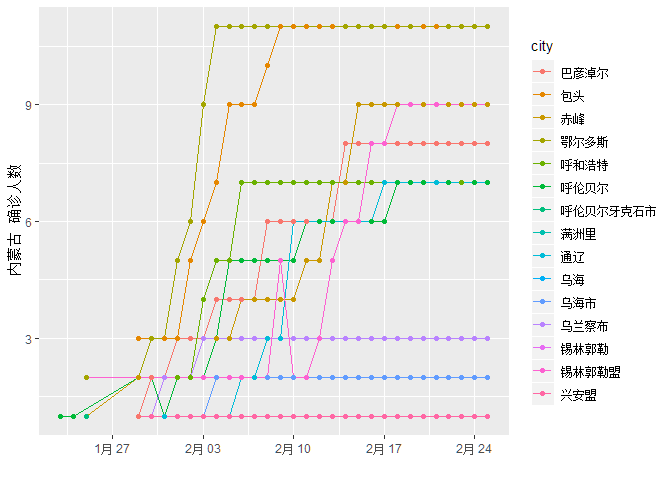 内蒙古 确诊人数
9
6
3
1月 27
2月 03
2月 10
2月 17
2月 24
city
巴彦淖尔
包头
赤峰
鄂尔多斯
呼和浩特
呼伦贝尔
呼伦贝尔牙克石市
满洲里
通辽
乌海
乌海市
乌兰察布
锡林郭勒
锡林郭勒盟
兴安盟